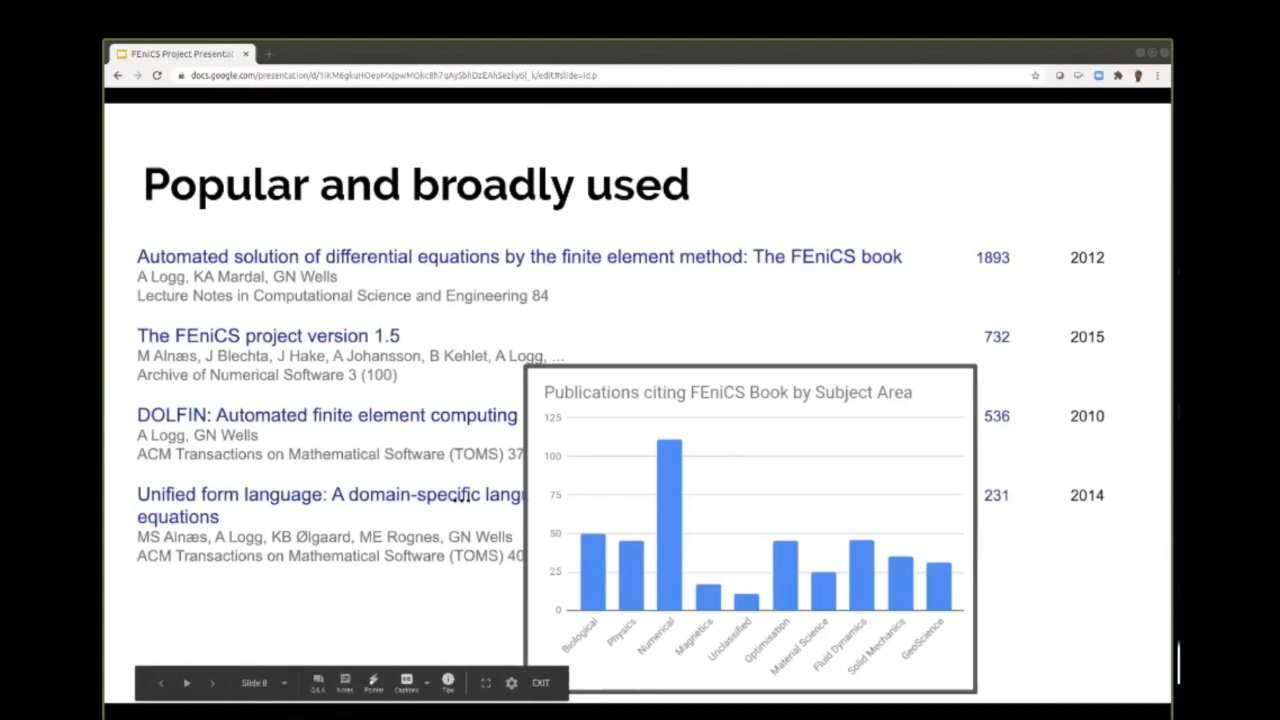 FEniCS Project Presentat
Popular and broadly used
Automated solution of differential equations by the finite element method: The FEniCS book 1893 2012
A Logg, KA Mardal, GN Wells
Lecture Notes in Computational Science and Engineering 84
The FEniCS project version 1.5 732 2015
M Alnæs, J Blechta, J Hake, A Johansson, B Kehlet, A Logg, ...
Archive of Numerical Software 3 (100)
DOLFIN: Automated finite element computing 536 2010
A Logg, GN Wells
ACM Transactions on Mathematical Software (TOMS) 37
Unified form language: A domain-specific langu 231 2014
equations
MS Alnæs, A Logg, KB Ølgaard, ME Rognes, GN Wells
ACM Transactions on Mathematical Software (TOMS) 40
Publications citing FEniCS Book by Subject Area
125
100
75
50
25
0
Biological
Physics
Numerical
Magnetics
Unclassified
Optimisation
Material Science
Fluid Dynamics
Solid Mechanics
GeoScience
Slide 8
Q&A
Notes
Pointer
Captions
Tips
EXIT